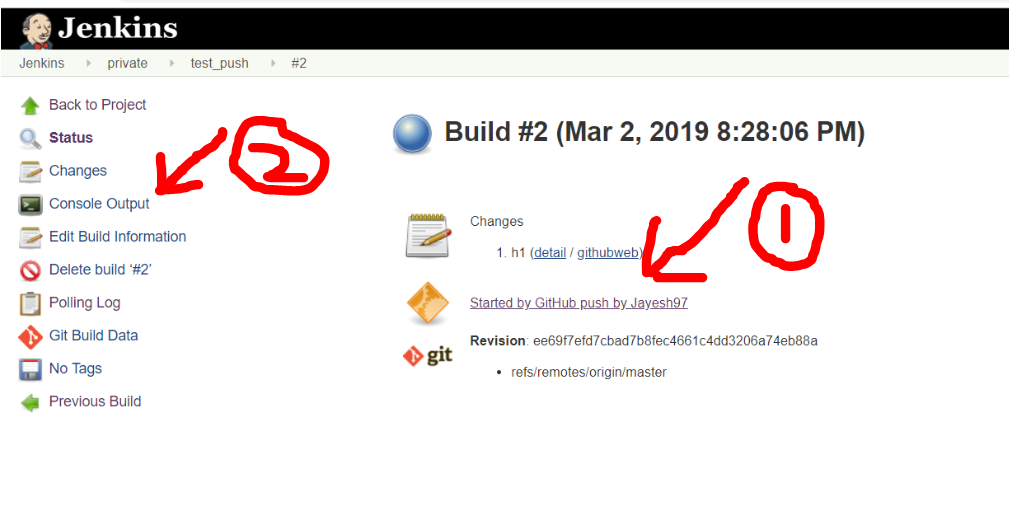 Jenkins
Jenkins private test_push #2
Back to Project
Status
Changes
Console Output
Edit Build Information
Delete build '#2'
Polling Log
Git Build Data
No Tags
Previous Build
2
Build #2 (Mar 2, 2019 8:28:06 PM)
1
Changes
1. h1 (detail / githubweb)
Started by GitHub push by Jayesh97
git
Revision: ee69f7efd7cbad7b8fec4661c4dd3206a74eb88a
• refs/remotes/origin/master